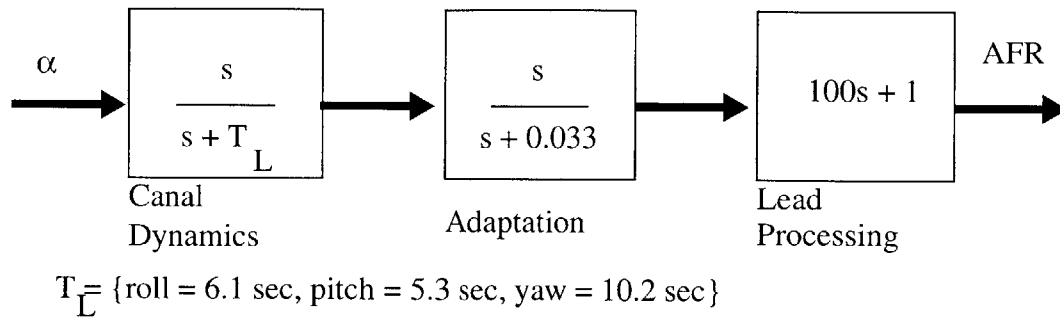 α
s
s + T_L
s
s + 0.033
100s + 1
AFR
Canal
Dynamics
Adaptation
Lead
Processing
T_L = {roll = 6.1 sec, pitch = 5.3 sec, yaw = 10.2 sec}